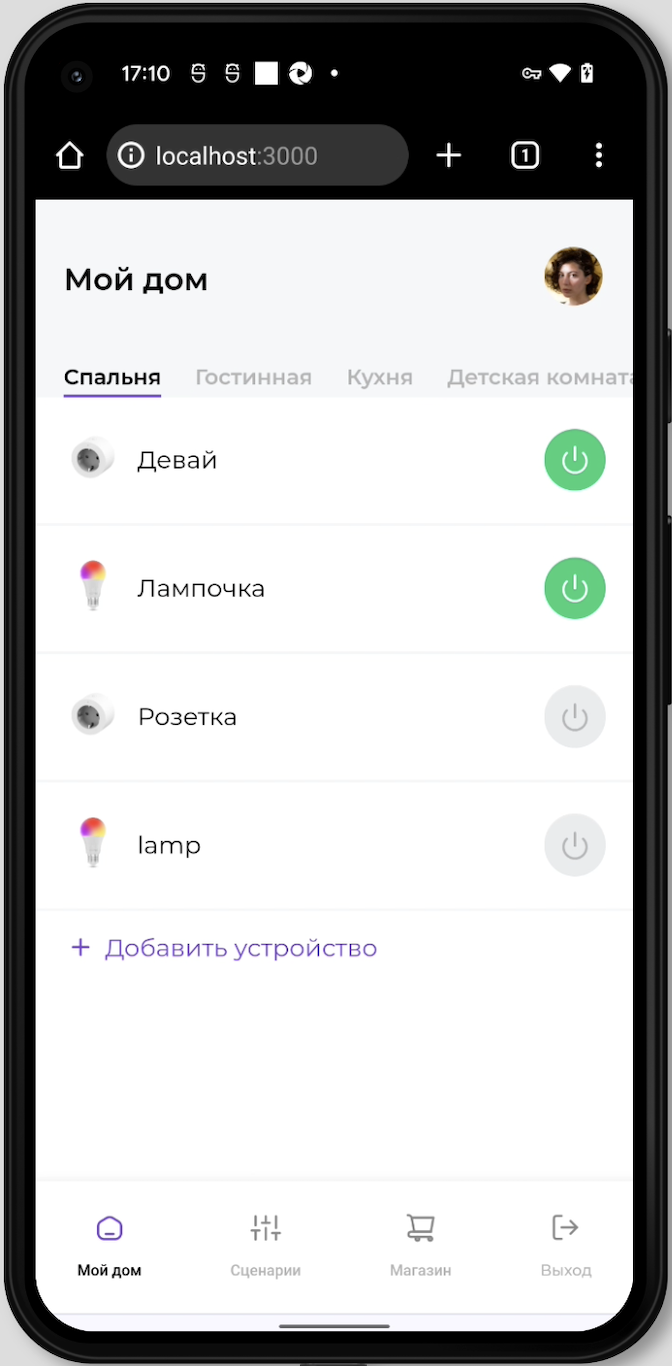 17:10
localhost:3000
1
Мой дом
Спальня Гостинная Кухня Детская комната
Девай
Лампочка
Розетка
lamp
+ Добавить устройство
Мой дом Сценарии Магазин Выход